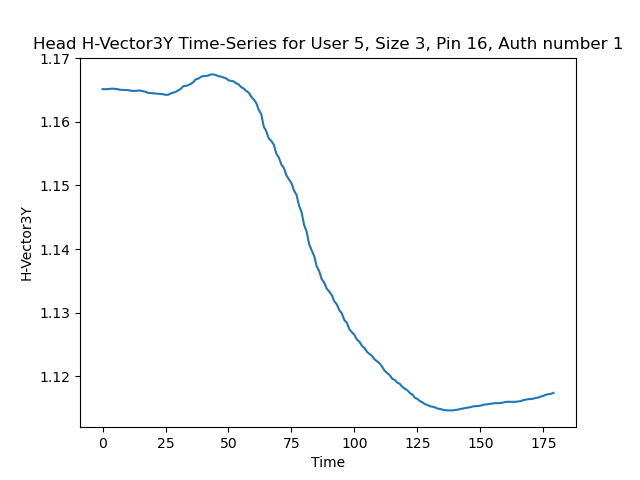 Head H-Vector3Y Time-Series for User 5, Size 3, Pin 16, Auth number 1
1.17
1.16
1.15
1.14
1.13
1.12
H-Vector3Y
0 25 50 75 100 125 150 175
Time